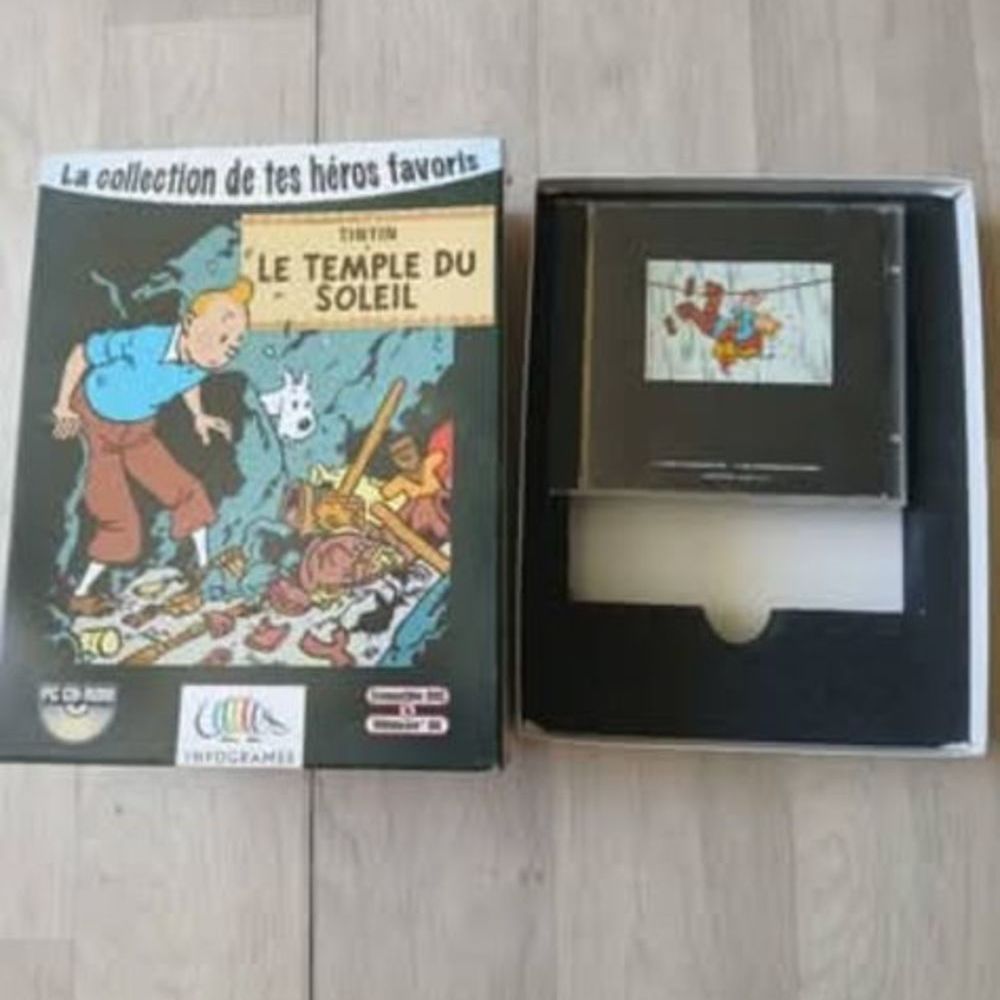 La collection de tes héros favoris
TINTIN
LE TEMPLE DU
SOLEIL
PC CD-ROM
INFOGRAMES